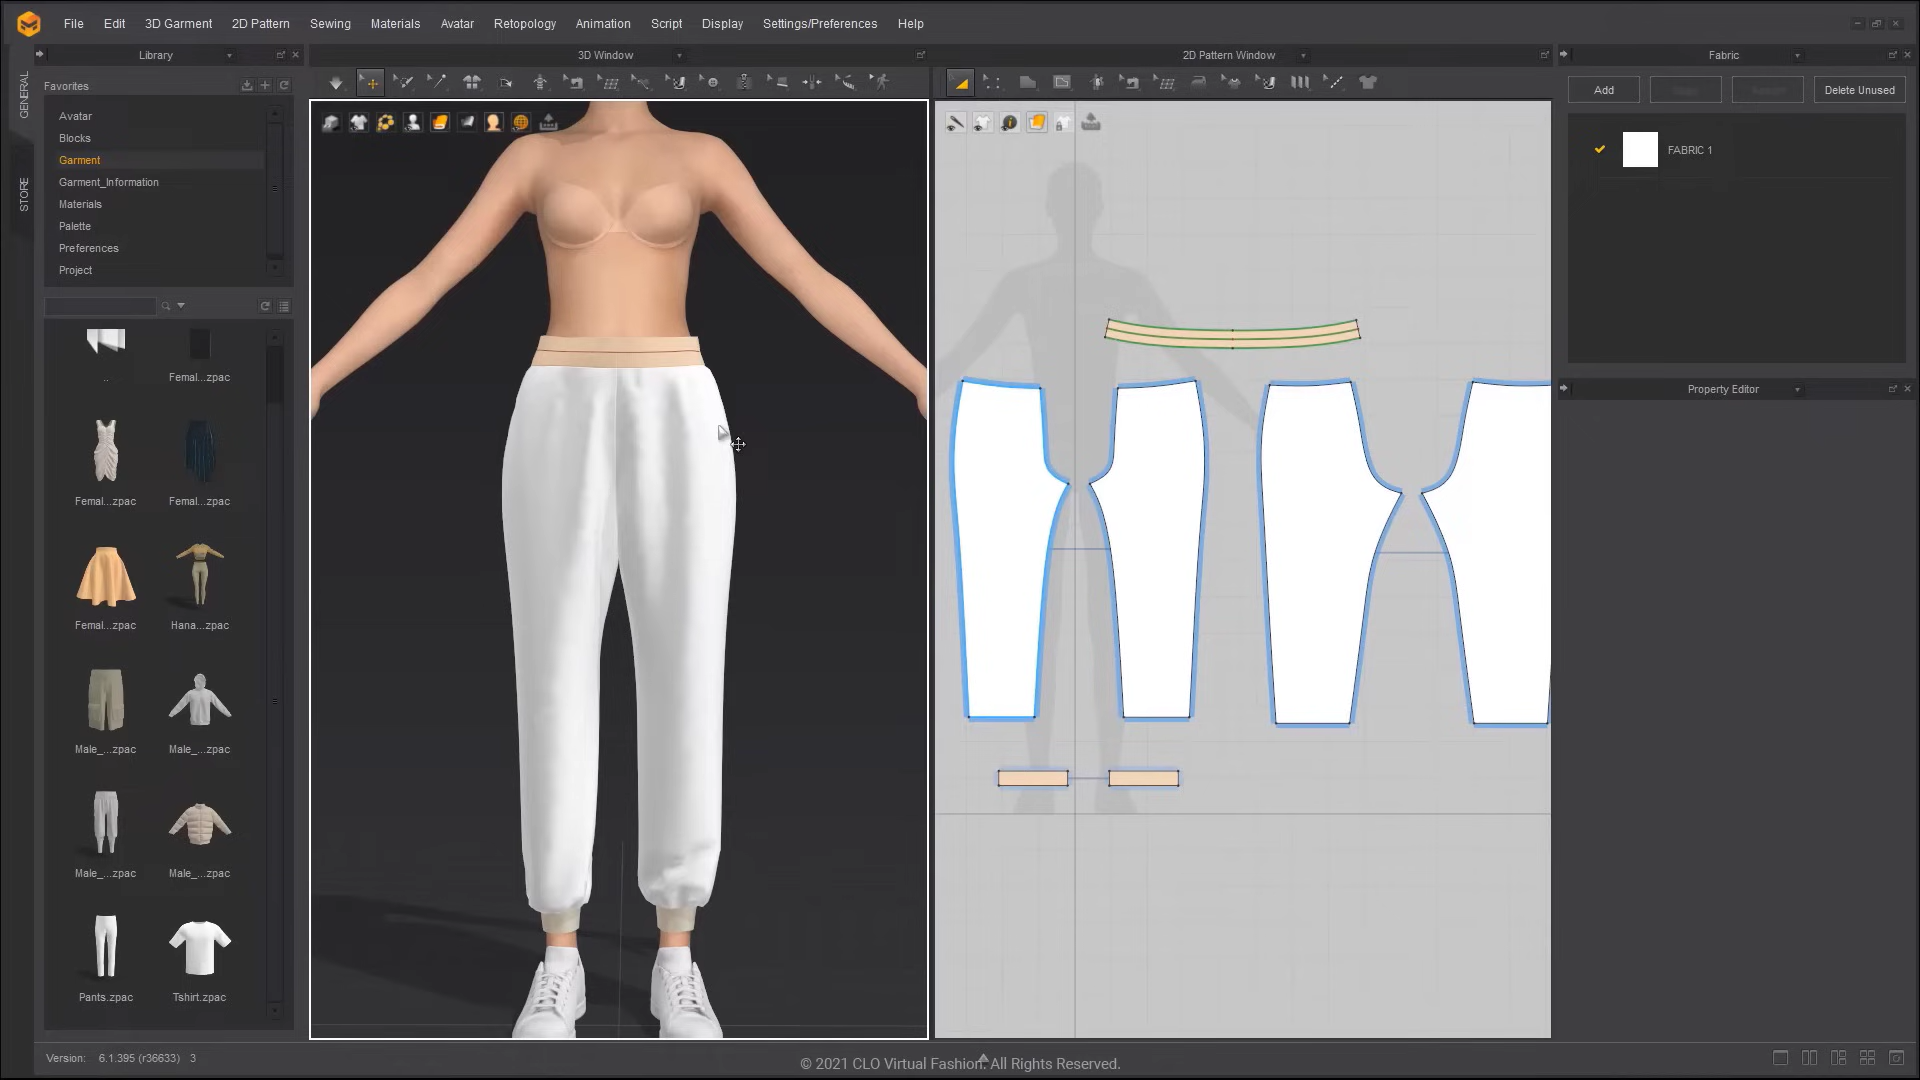 File Edit 3D Garment 2D Pattern Sewing Materials Avatar Retopology Animation Script Display Settings/Preferences Help
Library
3D Window
2D Pattern Window
Fabric
GENERAL
STORE
Favorites
Avatar
Blocks
Garment
Garment_Information
Materials
Palette
Preferences
Project
..
Femal...zpac
Femal...zpac
Femal...zpac
Femal...zpac
Hana...zpac
Male_...zpac
Male_...zpac
Male_...zpac
Male_...zpac
Pants.zpac
Tshirt.zpac
Add
Delete Unused
FABRIC 1
Property Editor
Version: 6.1.395 (r36633) 3
© 2021 CLO Virtual Fashion. All Rights Reserved.